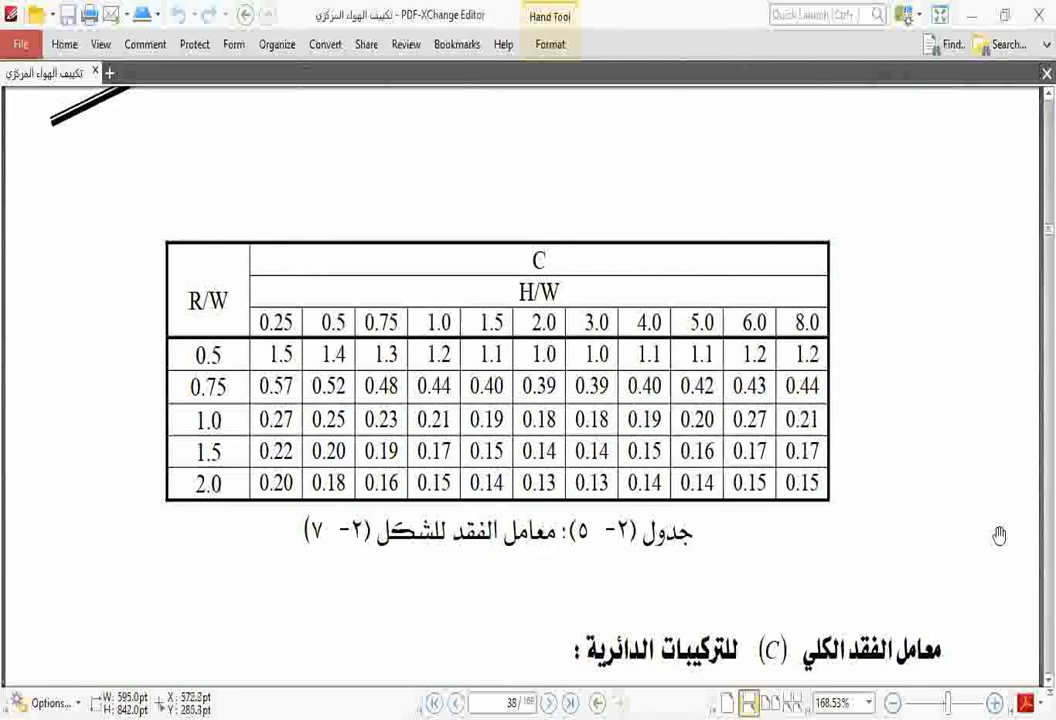 تكييف الهواء المركزي - PDF-XChange Editor
Hand Tool
Quick Launch (Ctrl+
File Home View Comment Protect Form Organize Convert Share Review Bookmarks Help Format Find.. Search...
تكييف الهواء المركزي
R/W C
H/W
0.25 0.5 0.75 1.0 1.5 2.0 3.0 4.0 5.0 6.0 8.0
0.5 1.5 1.4 1.3 1.2 1.1 1.0 1.0 1.1 1.1 1.2 1.2
0.75 0.57 0.52 0.48 0.44 0.40 0.39 0.39 0.40 0.42 0.43 0.44
1.0 0.27 0.25 0.23 0.21 0.19 0.18 0.18 0.19 0.20 0.27 0.21
1.5 0.22 0.20 0.19 0.17 0.15 0.14 0.14 0.15 0.16 0.17 0.17
2.0 0.20 0.18 0.16 0.15 0.14 0.13 0.13 0.14 0.14 0.15 0.15
جدول (٢- ٥): معامل الفقد للشكل (٢- ٧)
معامل الفقد الكلي (C) للتركيبات الدائرية :
Options... W: 595.0pt X: 573.3pt 38/169 168.53%
H: 842.0pt Y: 285.3pt